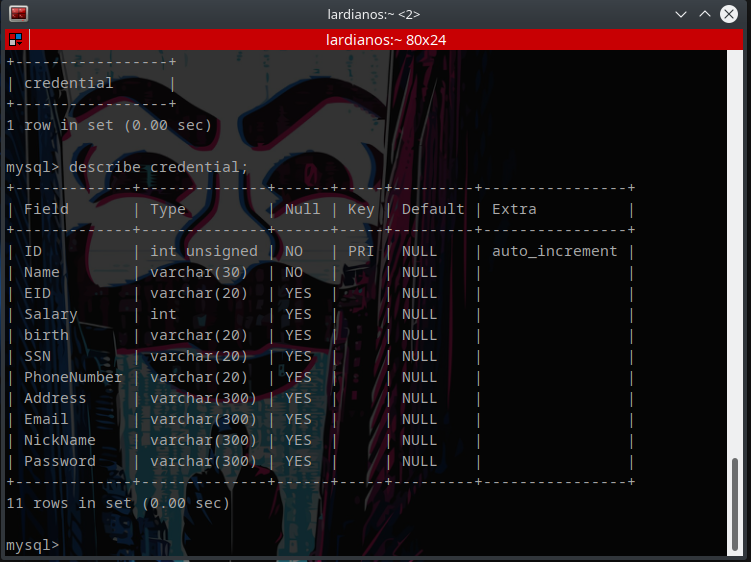 lardianos:~ <2>
lardianos:~ 80x24
+-----------------+
| credential      |
+-----------------+
1 row in set (0.00 sec)
mysql> describe credential;
+-------------+--------------+------+-----+---------+----------------+
| Field       | Type         | Null | Key | Default | Extra          |
+-------------+--------------+------+-----+---------+----------------+
| ID          | int unsigned | NO   | PRI | NULL    | auto_increment |
| Name        | varchar(30)  | NO   |     | NULL    |                |
| EID         | varchar(20)  | YES  |     | NULL    |                |
| Salary      | int          | YES  |     | NULL    |                |
| birth       | varchar(20)  | YES  |     | NULL    |                |
| SSN         | varchar(20)  | YES  |     | NULL    |                |
| PhoneNumber | varchar(20)  | YES  |     | NULL    |                |
| Address     | varchar(300) | YES  |     | NULL    |                |
| Email       | varchar(300) | YES  |     | NULL    |                |
| NickName    | varchar(300) | YES  |     | NULL    |                |
| Password    | varchar(300) | YES  |     | NULL    |                |
+-------------+--------------+------+-----+---------+----------------+
11 rows in set (0.00 sec)
mysql>